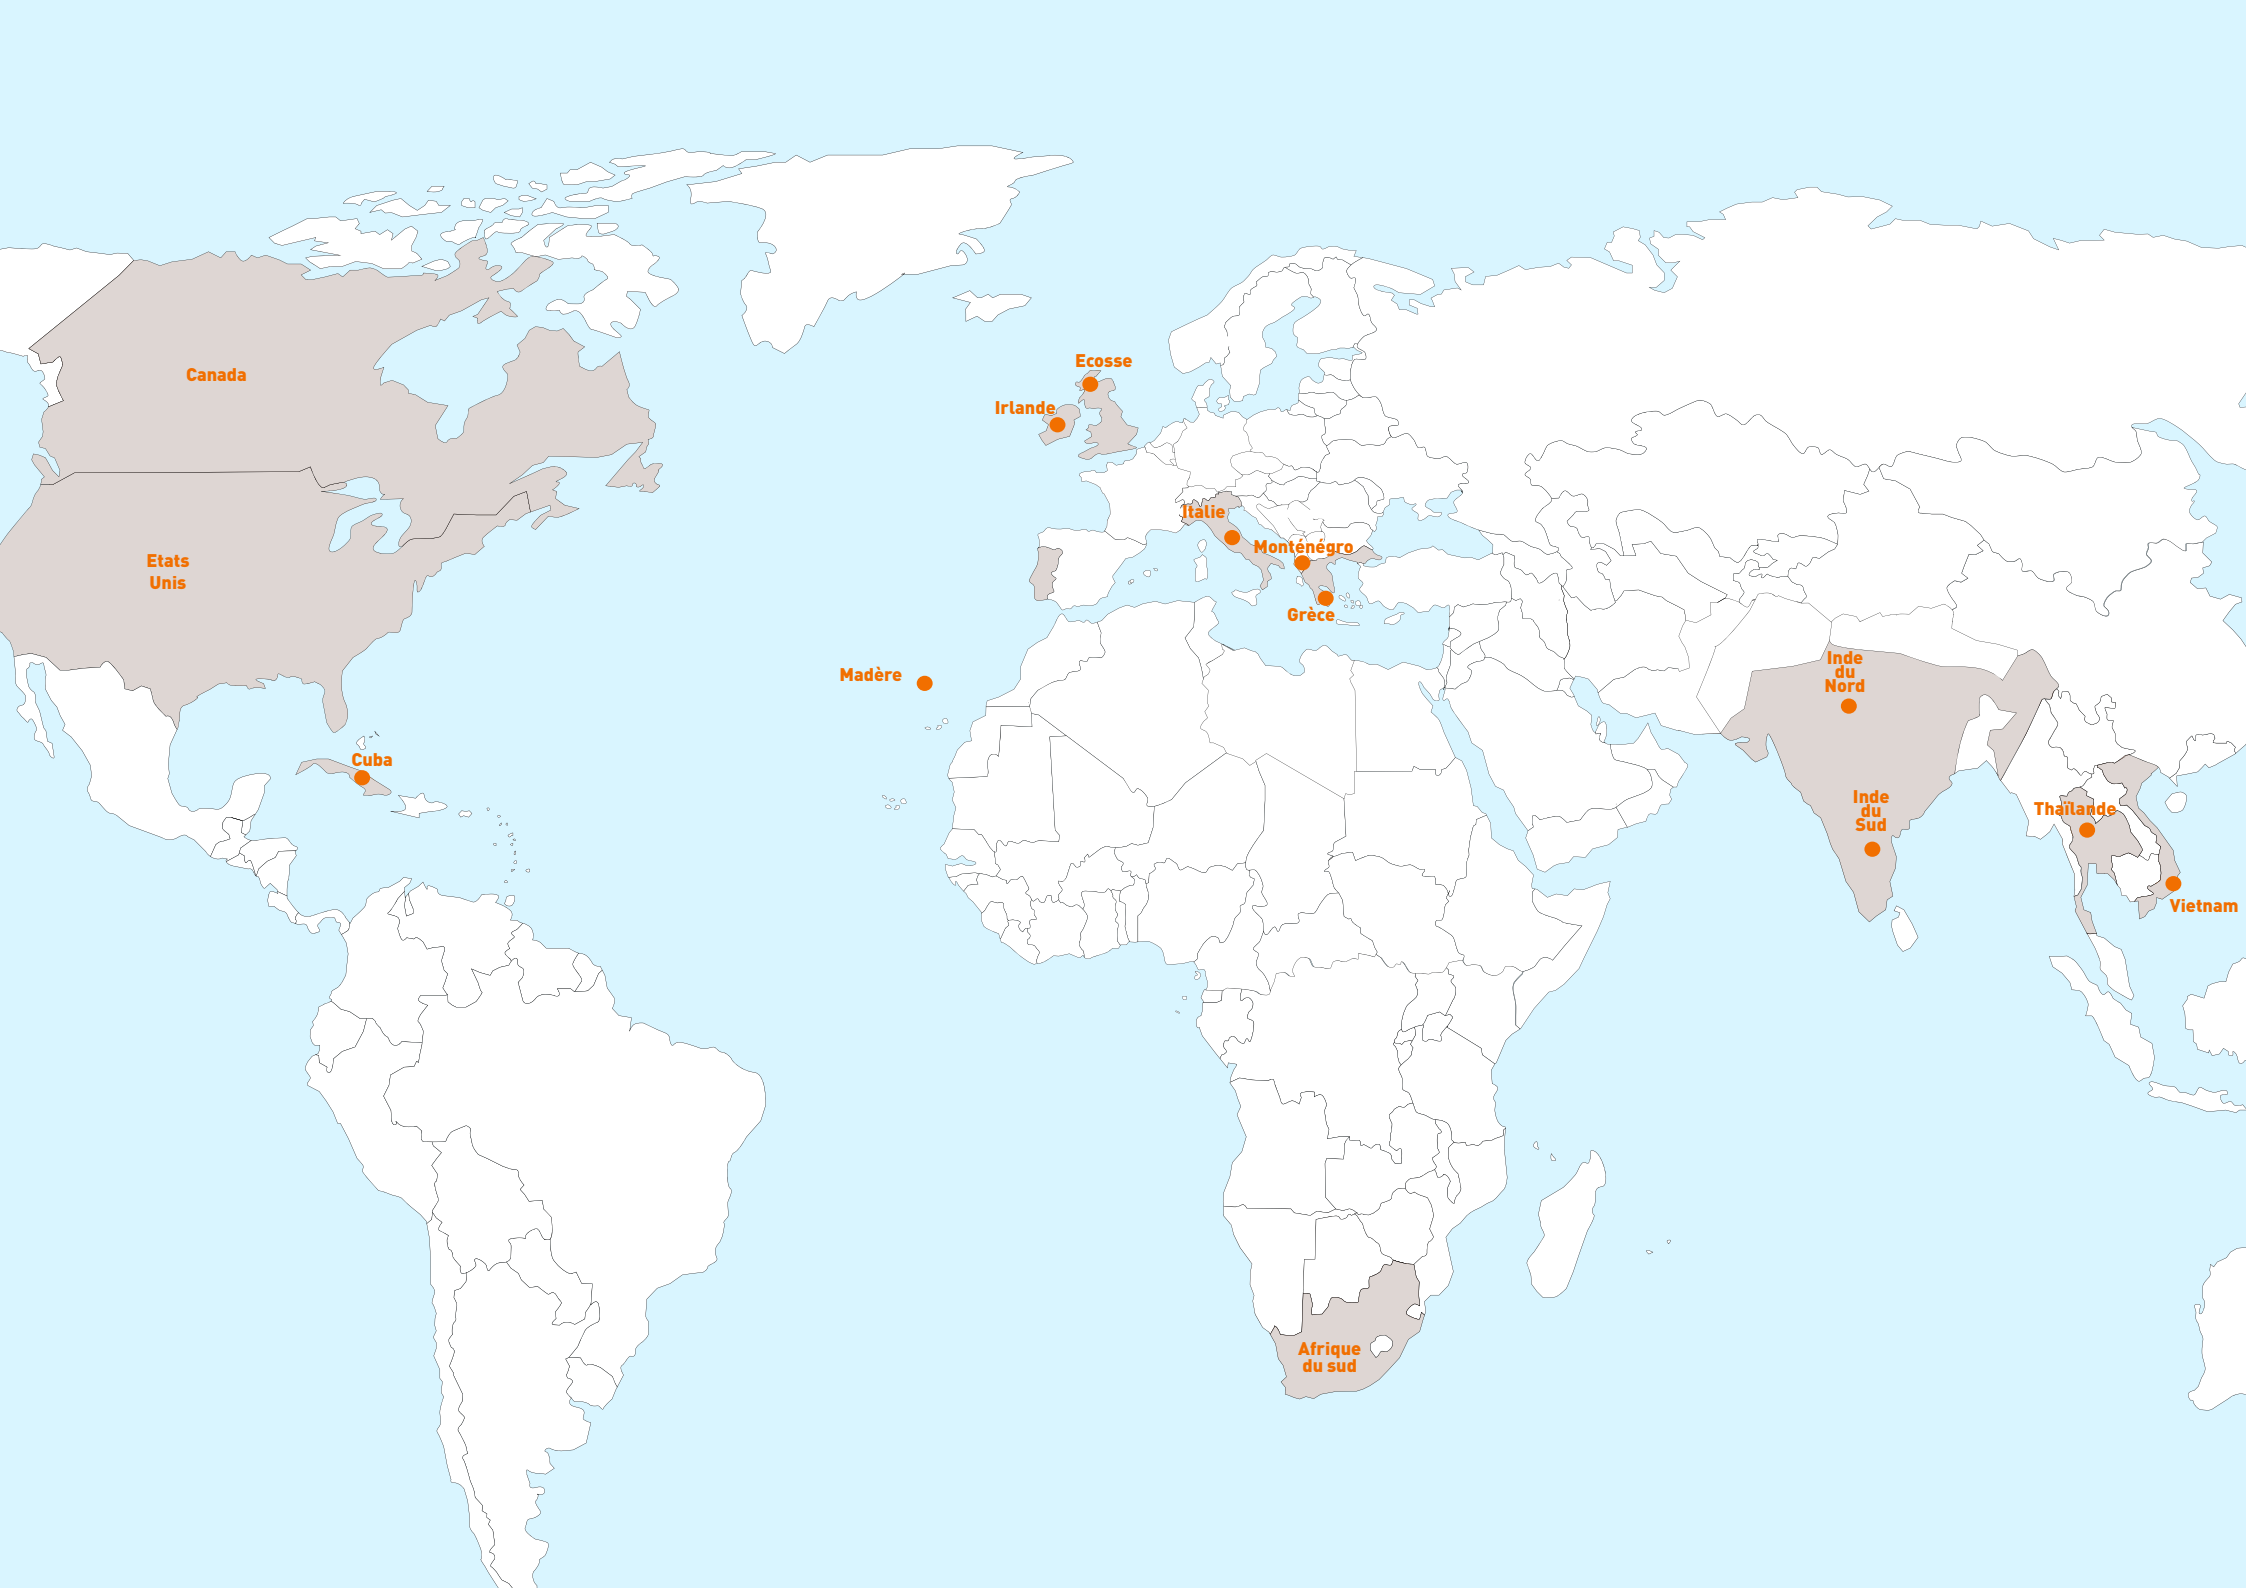 Ecosse
Canada
Irlande
Italie
Monténégro
Etats
Unis
Grèce
Inde
du
Nord
Madère
Cuba
Inde
du
Sud
Thaïlande
Vietnam
Afrique
du sud